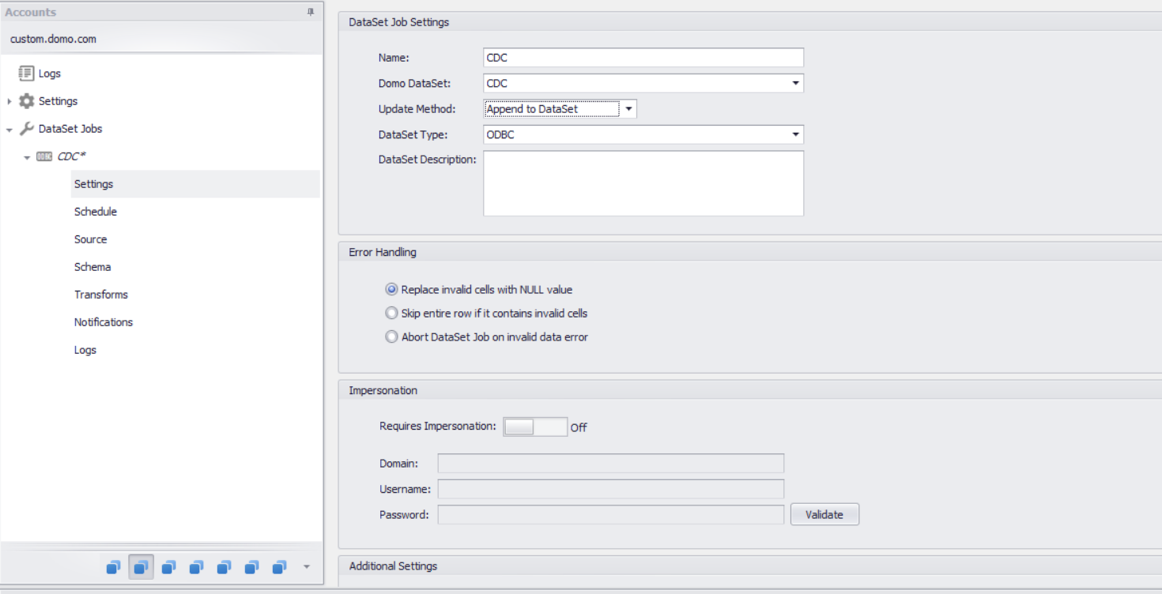 Accounts
custom.domo.com
Logs
Settings
DataSet Jobs
CDC*
Settings
Schedule
Source
Schema
Transforms
Notifications
Logs
DataSet Job Settings
Name: CDC
Domo DataSet: CDC
Update Method: Append to DataSet
DataSet Type: ODBC
DataSet Description:
Error Handling
Replace invalid cells with NULL value
Skip entire row if it contains invalid cells
Abort DataSet Job on invalid data error
Impersonation
Requires Impersonation: Off
Domain:
Username:
Password: Validate
Additional Settings